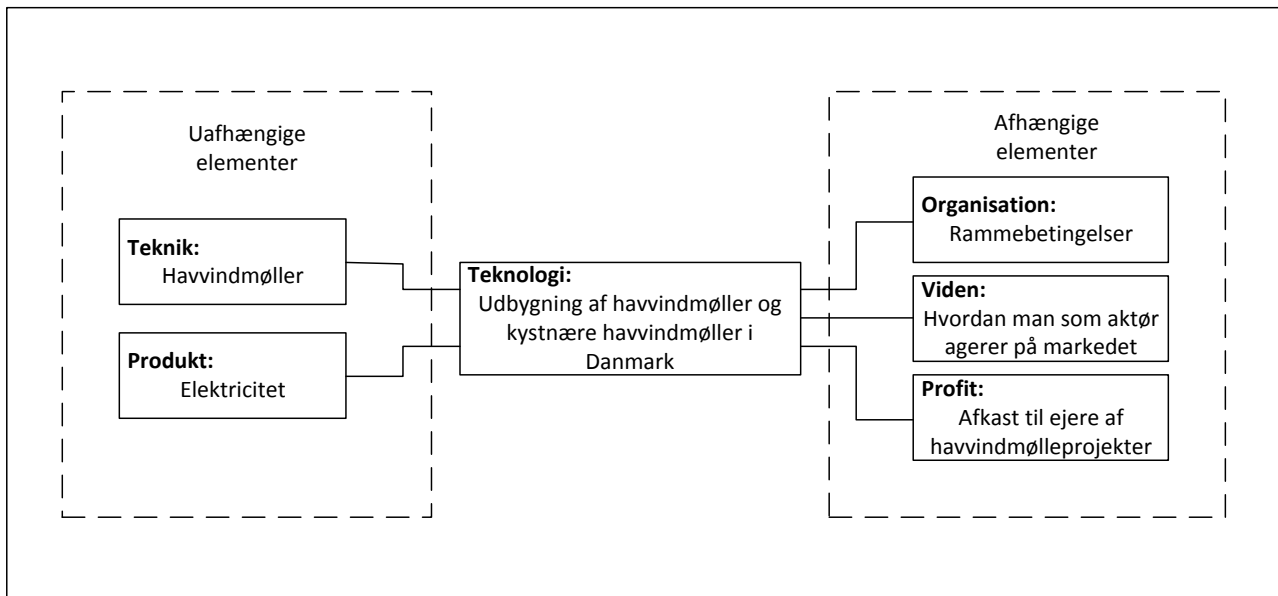 Uafhængige
elementer
Teknik:
Havvindmøller
Produkt:
Elektricitet
Teknologi:
Udbygning af havvindmøller og
kystnære havvindmøller i
Danmark
Afhængige
elementer
Organisation:
Rammebetingelser
Viden:
Hvordan man som aktør
agerer på markedet
Profit:
Afkast til ejere af
havvindmølleprojekter